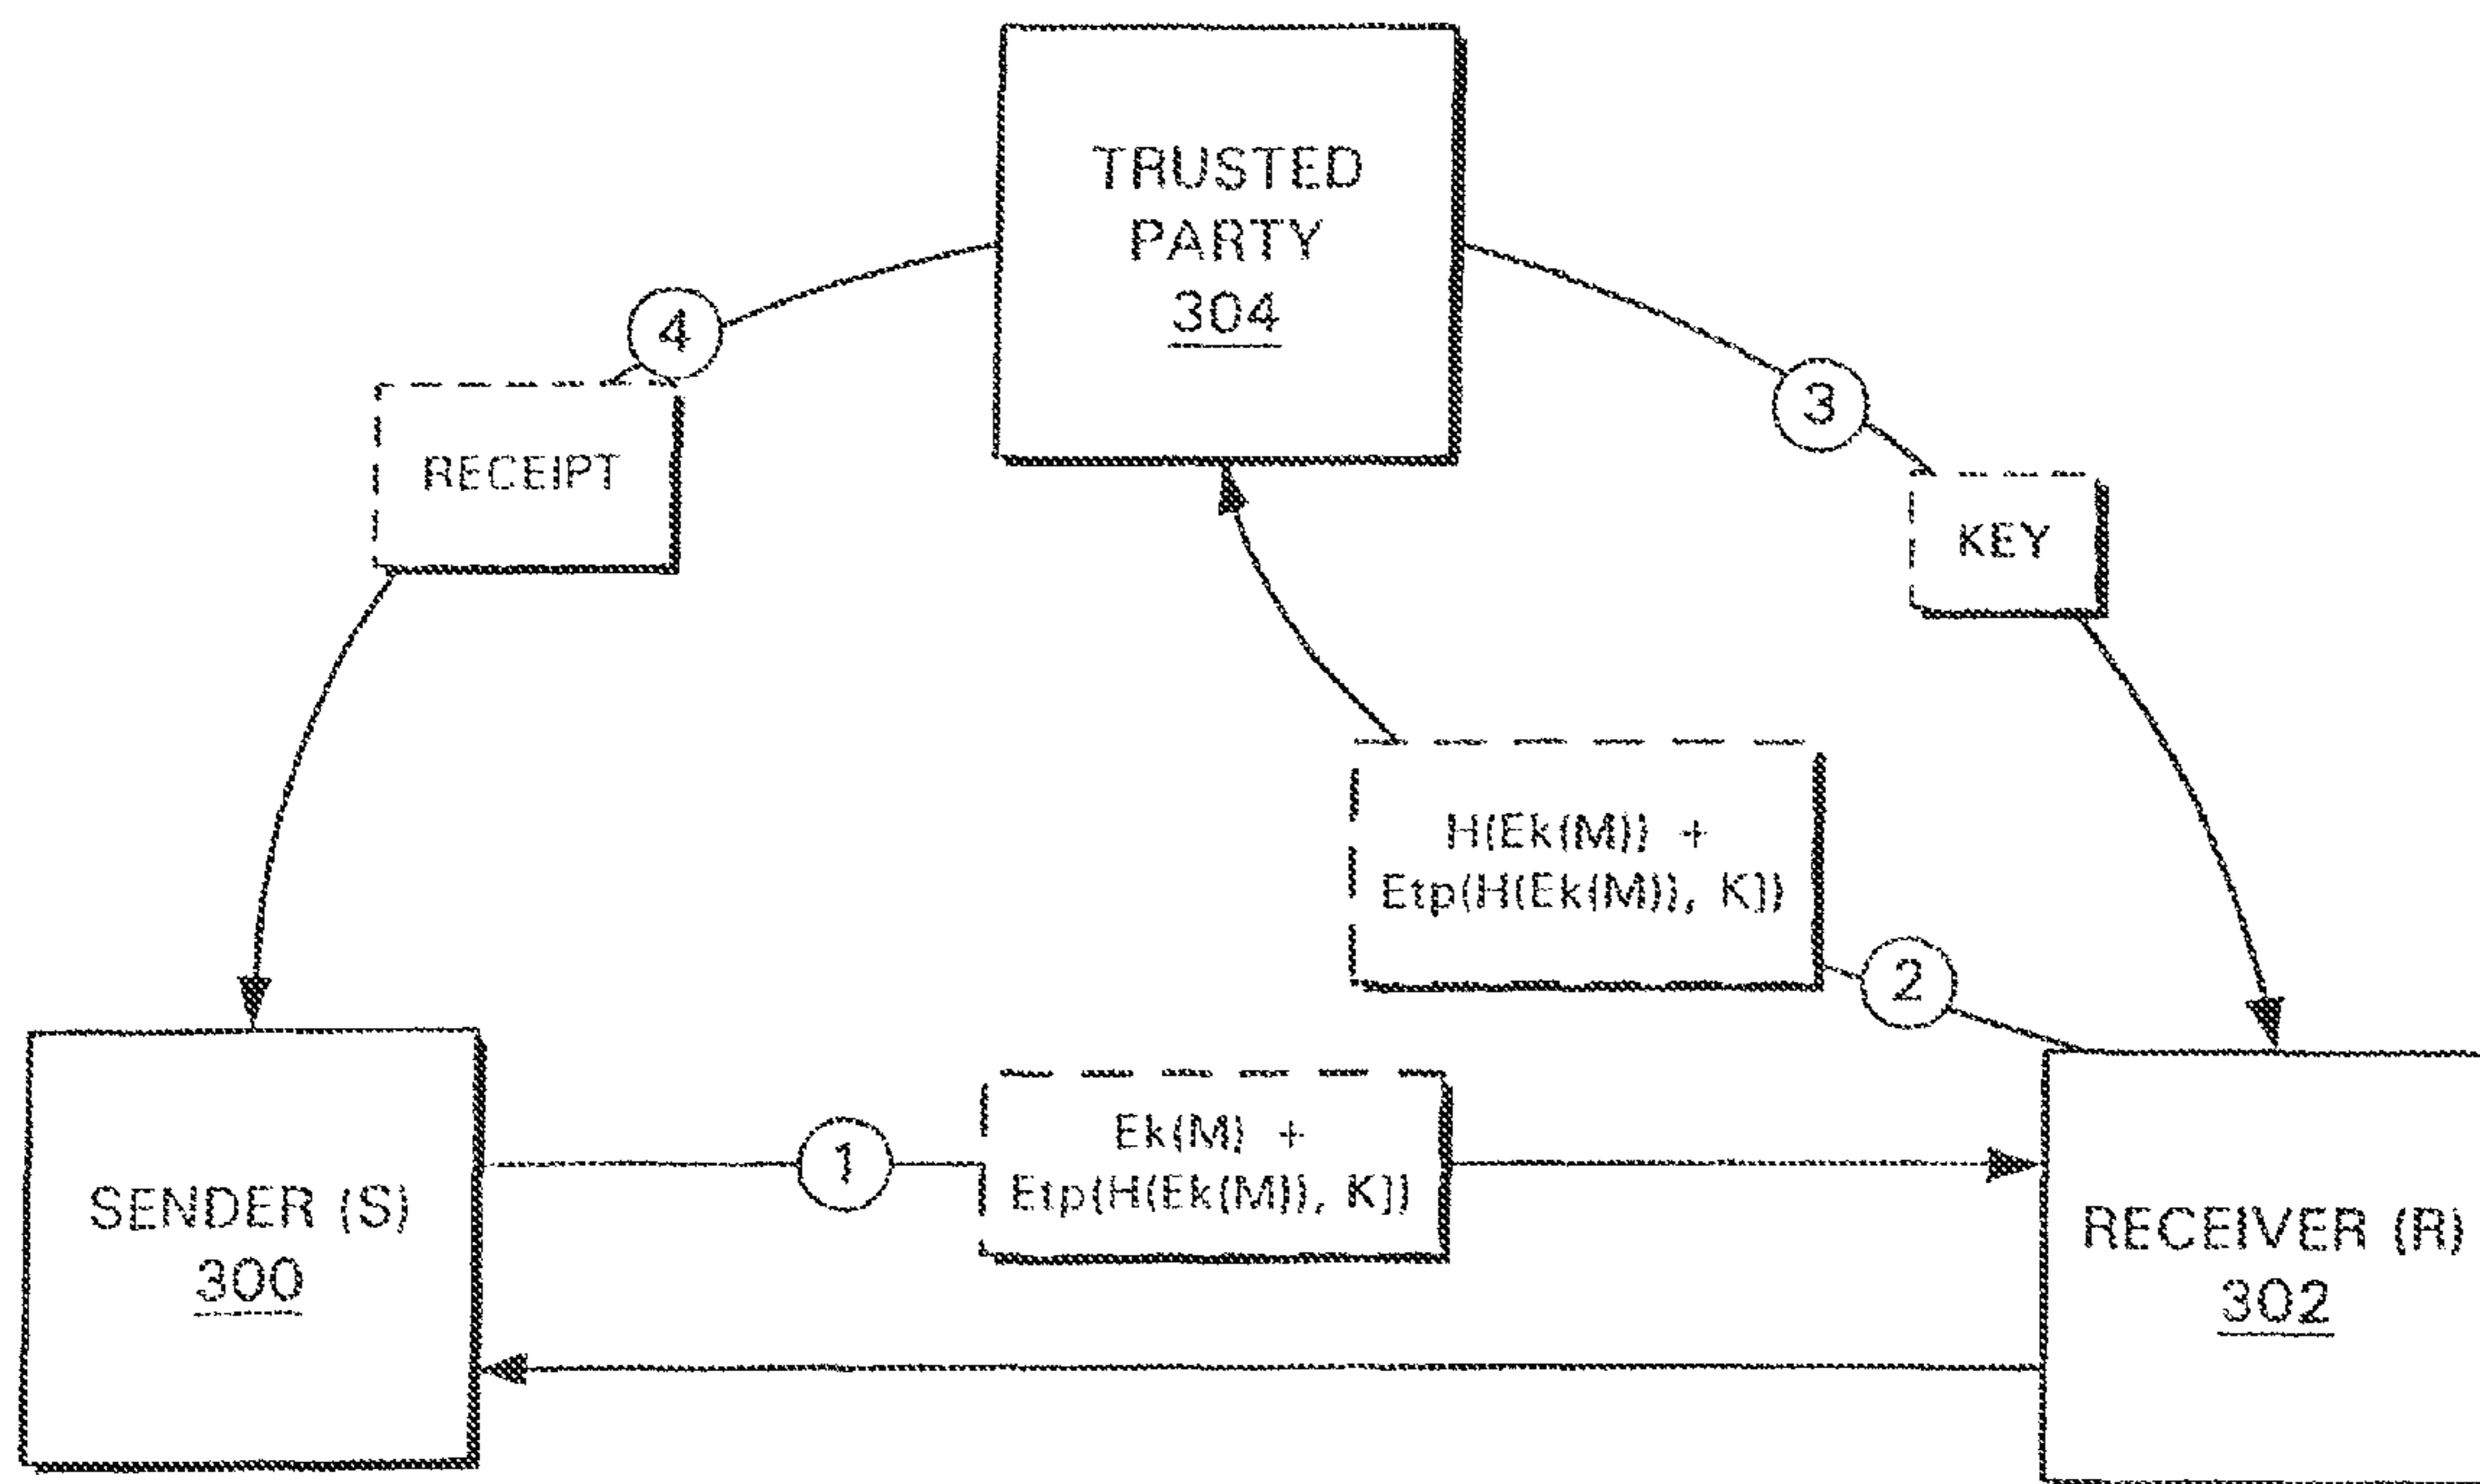 TRUSTED
PARTY
304
4
3
RECEIPT
KEY
H(Ek(M)) +
Etp(H(Ek(M)), K])
2
Ek(M) +
Etp(H(Ek(M)), K])
1
SENDER (S)
300
RECEIVER (R)
302